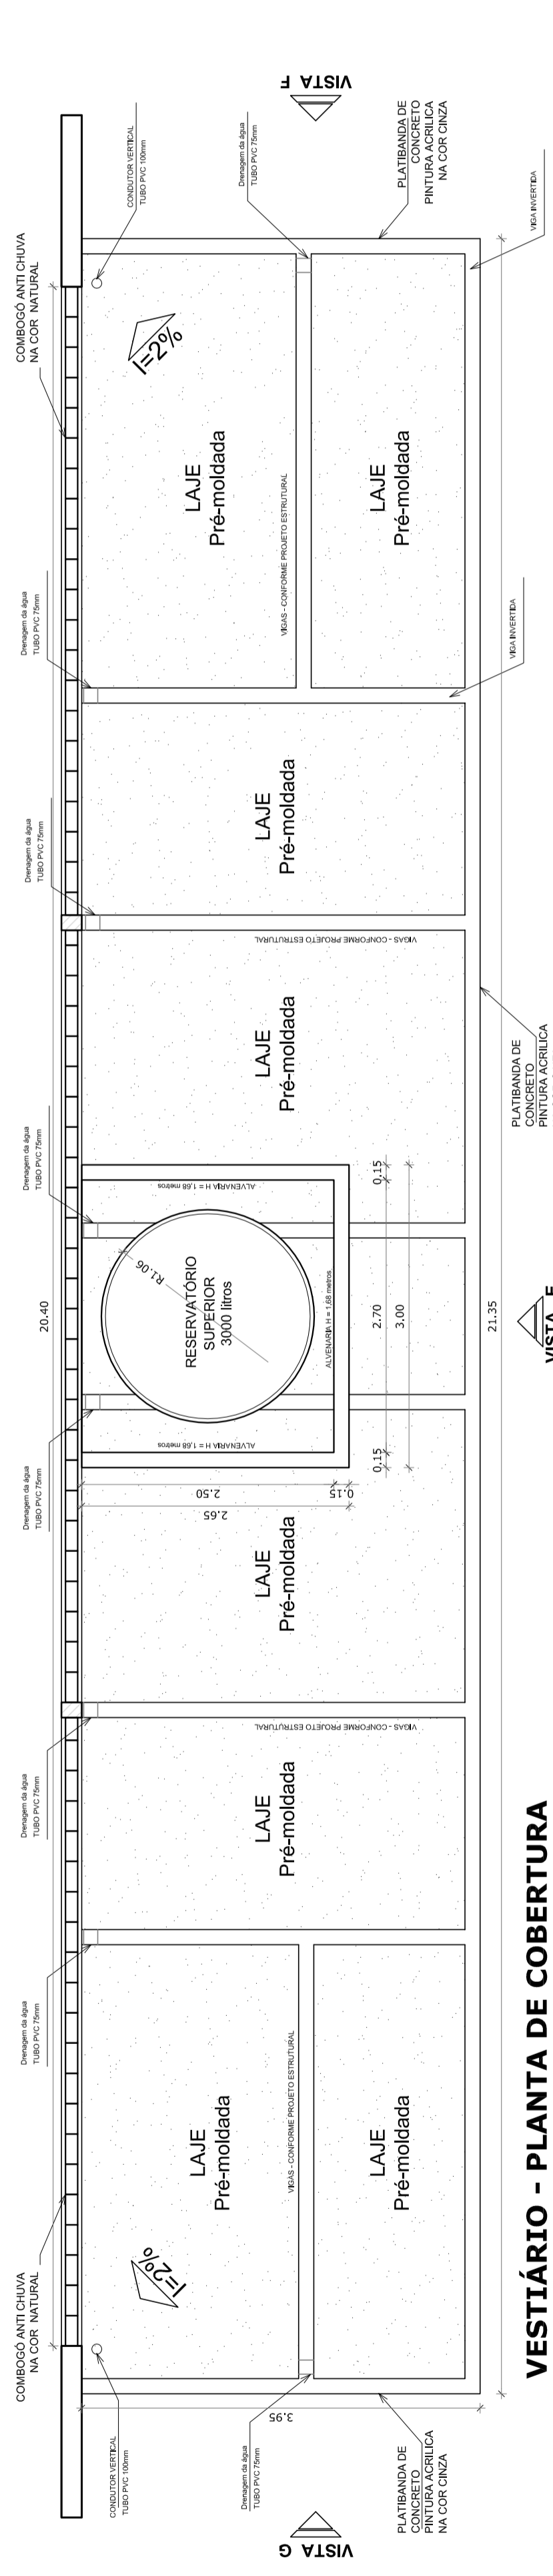 COMBOGÓ ANTI CHUVA
NA COR  NATURAL
CONDUTOR VERTICAL
TUBO PVC 100mm
VISTA F
Drenagem da água
TUBO PVC 75mm
PLATIBANDA DE
CONCRETO
PINTURA ACRILICA
NA COR CINZA
VIGA INVERTIDA
I=2%
LAJE
Pré-moldada
VIGAS - CONFORME PROJETO ESTRUTURAL
LAJE
Pré-moldada
Drenagem da água
TUBO PVC 75mm
VIGA INVERTIDA
LAJE
Pré-moldada
Drenagem da água
TUBO PVC 75mm
VIGAS - CONFORME PROJETO ESTRUTURAL
LAJE
Pré-moldada
PLATIBANDA DE
CONCRETO
PINTURA ACRILICA
Drenagem da água
TUBO PVC 75mm
20.40
ALVENARIA H = 1,68 metros
R1.06
RESERVATÓRIO
SUPERIOR
3000 litros
ALVENARIA H = 1,68 metros
ALVENARIA H = 1,68 metros
0.15
2.70
3.00
0.15
2.50
0.15
2.65
21.35
VISTA
Drenagem da água
TUBO PVC 75mm
LAJE
Pré-moldada
Drenagem da água
TUBO PVC 75mm
VIGAS - CONFORME PROJETO ESTRUTURAL
LAJE
Pré-moldada
Drenagem da água
TUBO PVC 75mm
LAJE
Pré-moldada
VIGAS - CONFORME PROJETO ESTRUTURAL
LAJE
Pré-moldada
I=2%
COMBOGÓ ANTI CHUVA
NA COR  NATURAL
CONDUTOR VERTICAL
TUBO PVC 100mm
Drenagem da água
TUBO PVC 75mm
3.95
VISTA G
PLATIBANDA DE
CONCRETO
PINTURA ACRILICA
NA COR CINZA
VESTIÁRIO - PLANTA DE COBERTURA